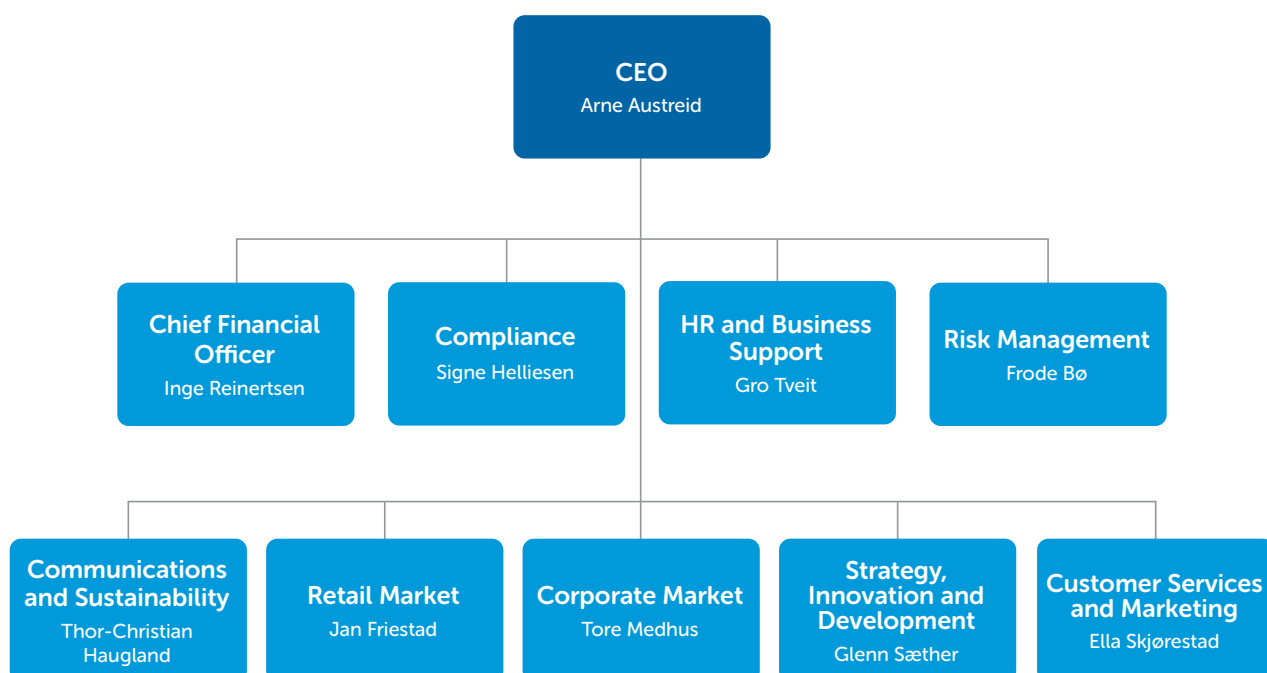 CEO
Arne Austreid
Chief Financial
Officer
Inge Reinertsen
Compliance
Signe Helliesen
HR and Business
Support
Gro Tveit
Risk Management
Frode Bø
Communications
and Sustainability
Thor-Christian
Haugland
Retail Market
Jan Friestad
Corporate Market
Tore Medhus
Strategy,
Innovation and
Development
Glenn Sæther
Customer Services
and Marketing
Ella Skjørestad